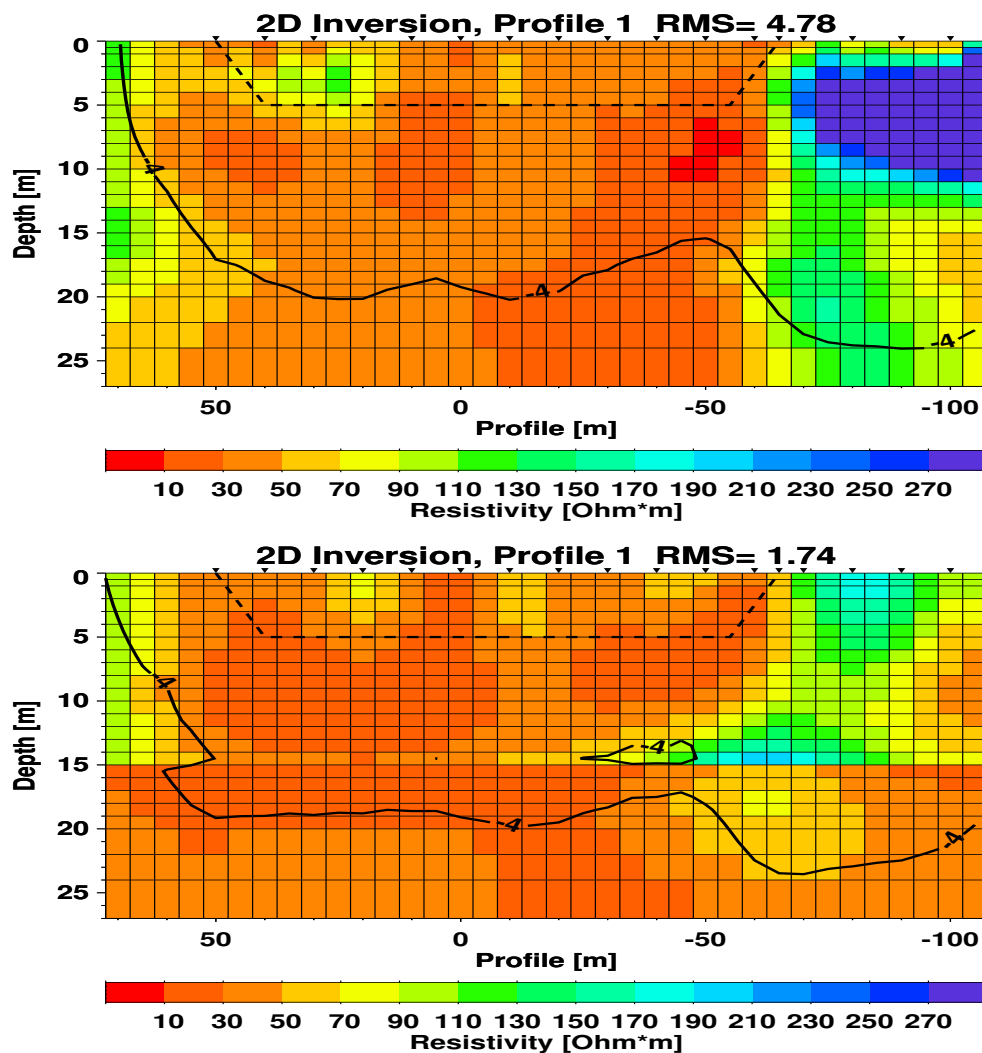 2D Inversion, Profile 1 RMS= 4.78
0
5
10
15
20
25
Depth [m]
4
-4
-4
50 0 -50 -100
Profile [m]
10 30 50 70 90 110 130 150 170 190 210 230 250 270
Resistivity [Ohm*m]
2D Inversion, Profile 1 RMS= 1.74
0
5
10
15
20
25
Depth [m]
-4
-4
-4
-4
50 0 -50 -100
Profile [m]
10 30 50 70 90 110 130 150 170 190 210 230 250 270
Resistivity [Ohm*m]